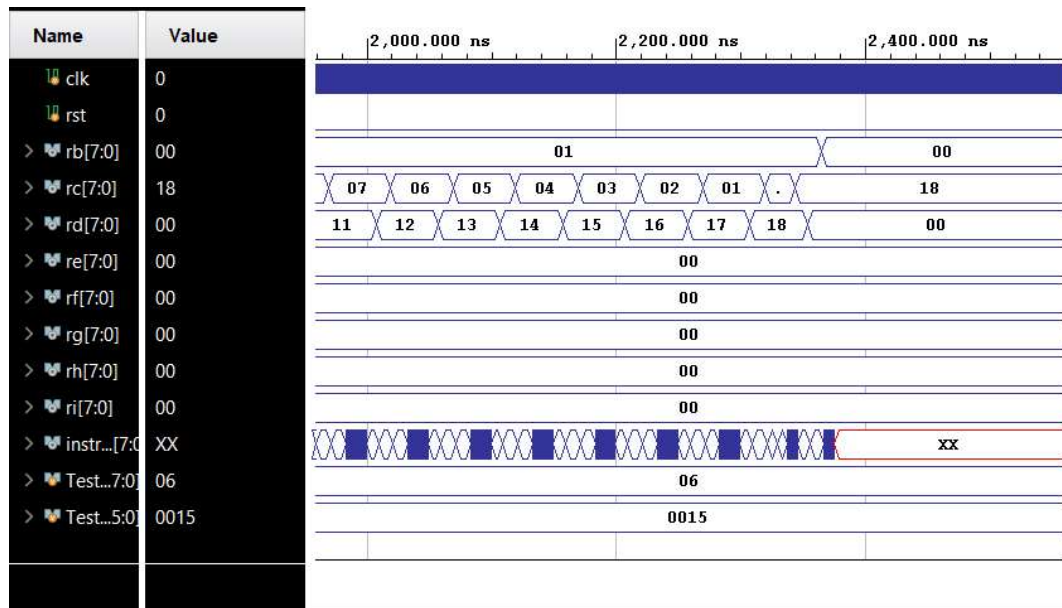 Name Value 2,000.000 ns 2,200.000 ns 2,400.000 ns
clk 0
rst 0
rb[7:0] 00 01 00
rc[7:0] 18 07 06 05 04 03 02 01 . 18
rd[7:0] 00 11 12 13 14 15 16 17 18 00
re[7:0] 00 00
rf[7:0] 00 00
rg[7:0] 00 00
rh[7:0] 00 00
ri[7:0] 00 00
instr...[7:0 XX XX
Test...7:0] 06 06
Test...5:0] 0015 0015